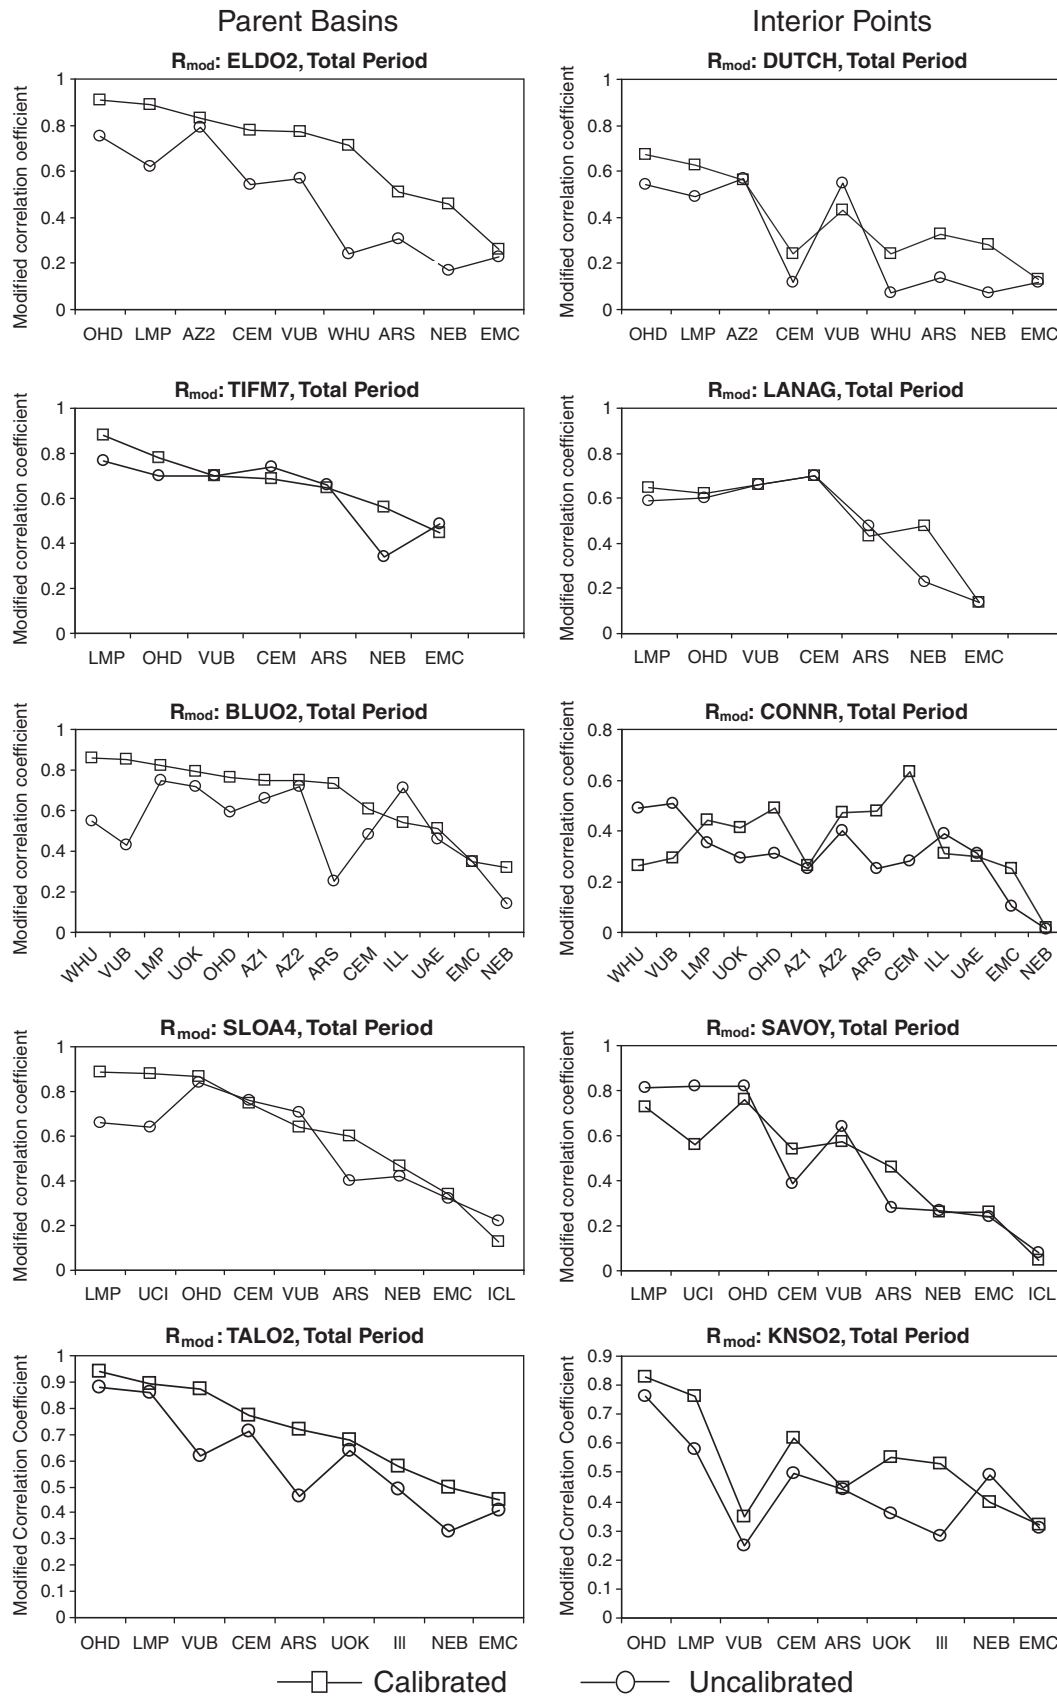 Parent Basins
Interior Points
Rmod: ELDO2, Total Period
Modified correlation oefficient
1
0.8
0.6
0.4
0.2
0
OHD LMP AZ2 CEM VUB WHU ARS NEB EMC
Rmod: DUTCH, Total Period
Modified correlation coefficient
1
0.8
0.6
0.4
0.2
0
OHD LMP AZ2 CEM VUB WHU ARS NEB EMC
Rmod: TIFM7, Total Period
Modified correlation coefficient
1
0.8
0.6
0.4
0.2
0
LMP OHD VUB CEM ARS NEB EMC
Rmod: LANAG, Total Period
Modified correlation coefficient
1
0.8
0.6
0.4
0.2
0
LMP OHD VUB CEM ARS NEB EMC
Rmod: BLUO2, Total Period
Modified correlation coefficient
1
0.8
0.6
0.4
0.2
0
WHU VUB LMP UOK OHD AZ1 AZ2 ARS CEM ILL UAE EMC NEB
Rmod: CONNR, Total Period
Modified correlation coefficient
0.8
0.6
0.4
0.2
0
WHU VUB LMP UOK OHD AZ1 AZ2 ARS CEM ILL UAE EMC NEB
Rmod: SLOA4, Total Period
Modified correlation coefficient
1
0.8
0.6
0.4
0.2
0
LMP UCI OHD CEM VUB ARS NEB EMC ICL
Rmod: SAVOY, Total Period
Modified correlation coefficient
1
0.8
0.6
0.4
0.2
0
LMP UCI OHD CEM VUB ARS NEB EMC ICL
Rmod: TALO2, Total Period
Modified Correlation Coefficient
1
0.9
0.8
0.7
0.6
0.5
0.4
0.3
0.2
0.1
0
OHD LMP VUB CEM ARS UOK Ill NEB EMC
Rmod: KNSO2, Total Period
Modified Correlation Coefficient
0.9
0.8
0.7
0.6
0.5
0.4
0.3
0.2
0.1
0
OHD LMP VUB CEM ARS UOK Ill NEB EMC
Calibrated
Uncalibrated